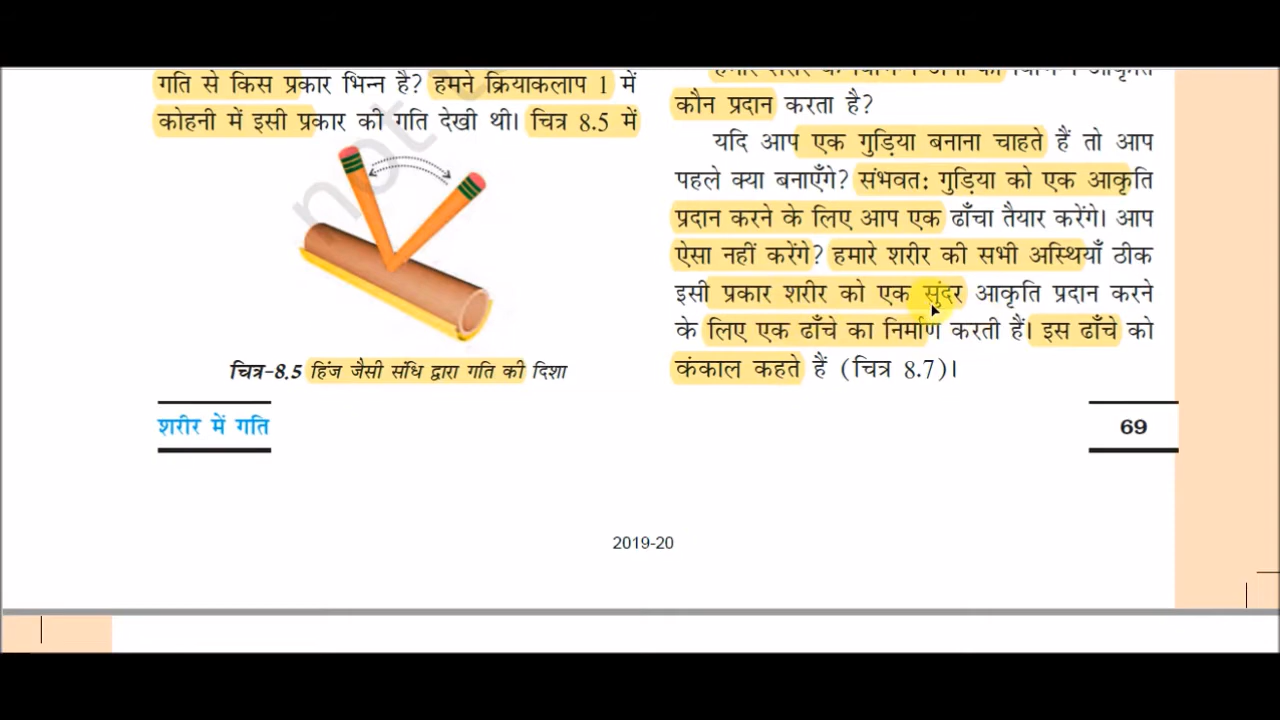 गति से किस प्रकार भिन्न है? हमने क्रियाकलाप 1 में
कोहनी में इसी प्रकार की गति देखी थी। चित्र 8.5 में
not
चित्र-8.5 हिंज जैसी संधि द्वारा गति की दिशा
शरीर में गति
कौन प्रदान करता है?
यदि आप एक गुड़िया बनाना चाहते हैं तो आप
पहले क्या बनाएँगे? संभवत: गुड़िया को एक आकृति
प्रदान करने के लिए आप एक ढाँचा तैयार करेंगे। आप
ऐसा नहीं करेंगे? हमारे शरीर की सभी अस्थियाँ ठीक
इसी प्रकार शरीर को एक सुंदर आकृति प्रदान करने
के लिए एक ढाँचे का निर्माण करती हैं। इस ढाँचे को
कंकाल कहते हैं (चित्र 8.7)।
69
2019-20